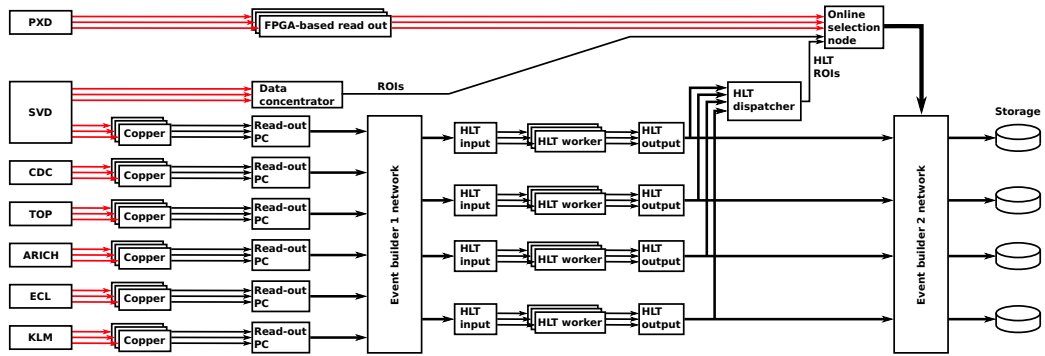 PXD
FPGA-based read out
Online
selection
node
HLT
ROIs
SVD
Data
concentrator
ROIs
HLT
dispatcher
Storage
Copper
Read-out
PC
HLT
input
HLT worker
HLT
output
CDC
Copper
Read-out
PC
TOP
Copper
Read-out
PC
HLT
input
HLT worker
HLT
output
ARICH
Copper
Read-out
PC
HLT
input
HLT worker
HLT
output
ECL
Copper
Read-out
PC
KLM
Copper
Read-out
PC
HLT
input
HLT worker
HLT
output
Event builder 1 network
Event builder 2 network